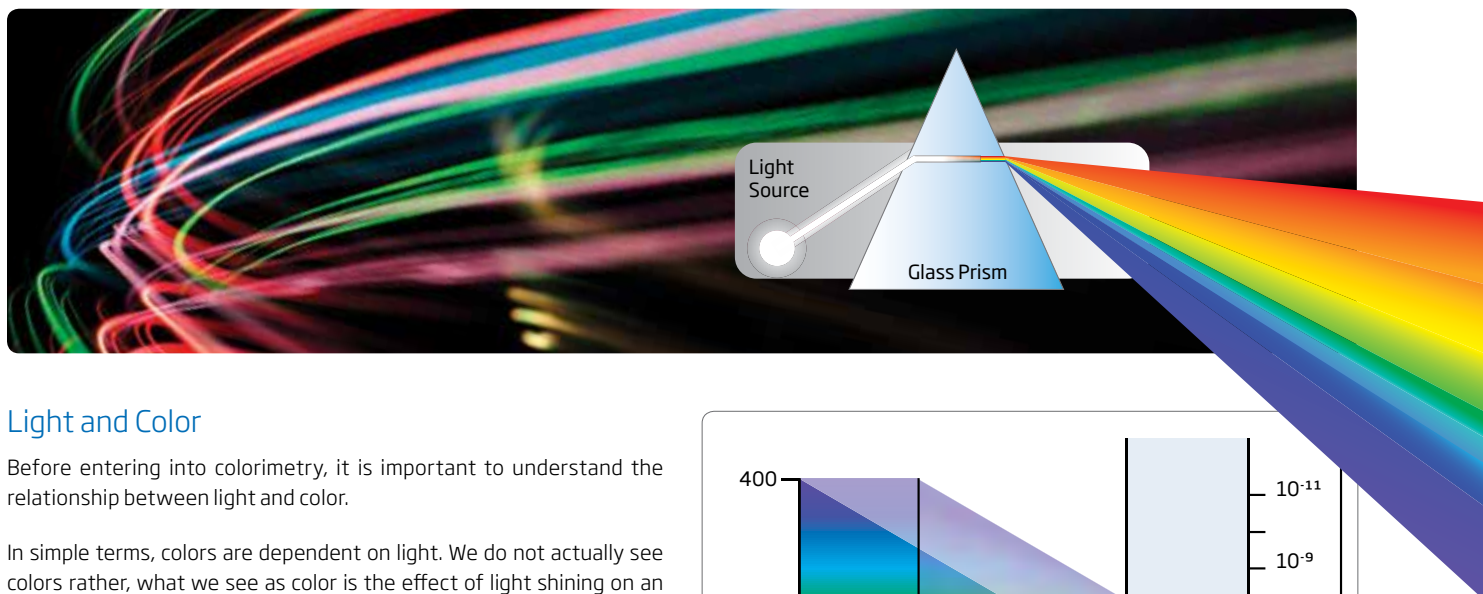 Light
Source
Glass Prism
Light and Color
Before entering into colorimetry, it is important to understand the
relationship between light and color.
In simple terms, colors are dependent on light. We do not actually see
colors rather, what we see as color is the effect of light shining on an
400
10⁻¹¹
10⁻⁹